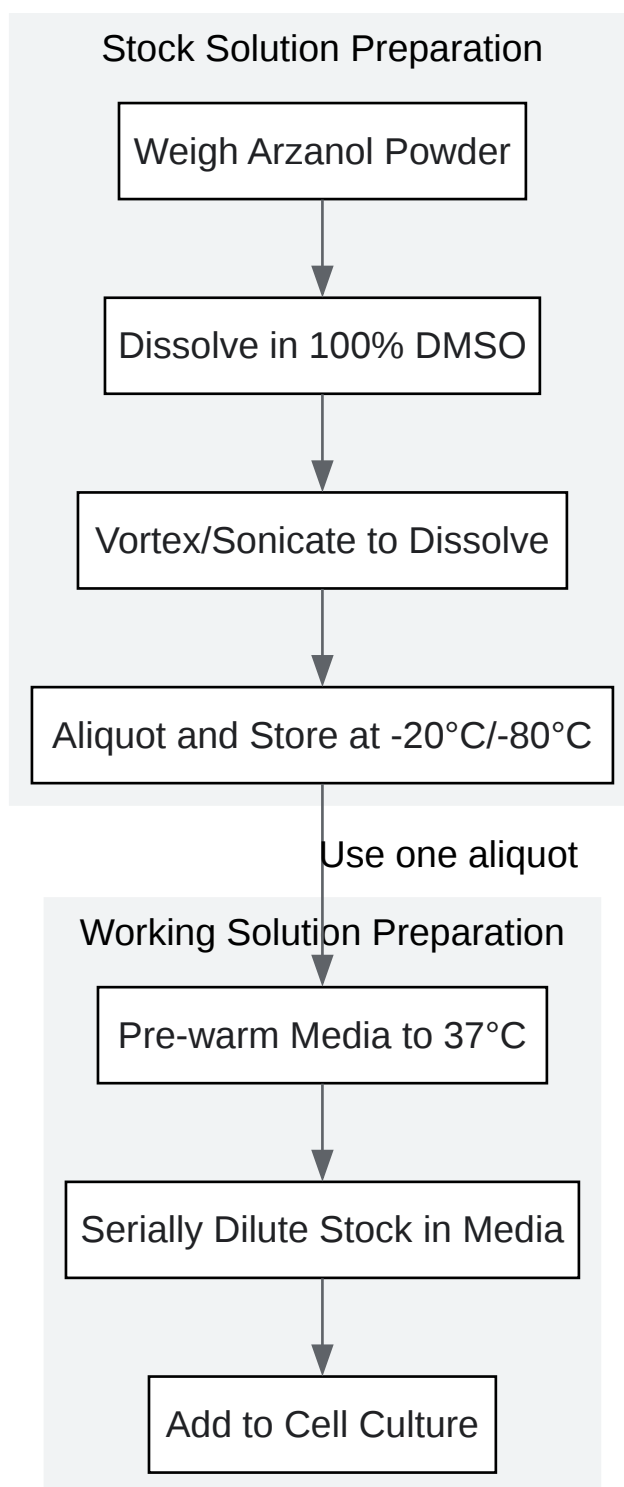 Stock Solution Preparation
Weigh Arzanol Powder
Dissolve in 100% DMSO
Vortex/Sonicate to Dissolve
Aliquot and Store at -20°C/-80°C
Use one aliquot
Working Solution Preparation
Pre-warm Media to 37°C
Serially Dilute Stock in Media
Add to Cell Culture